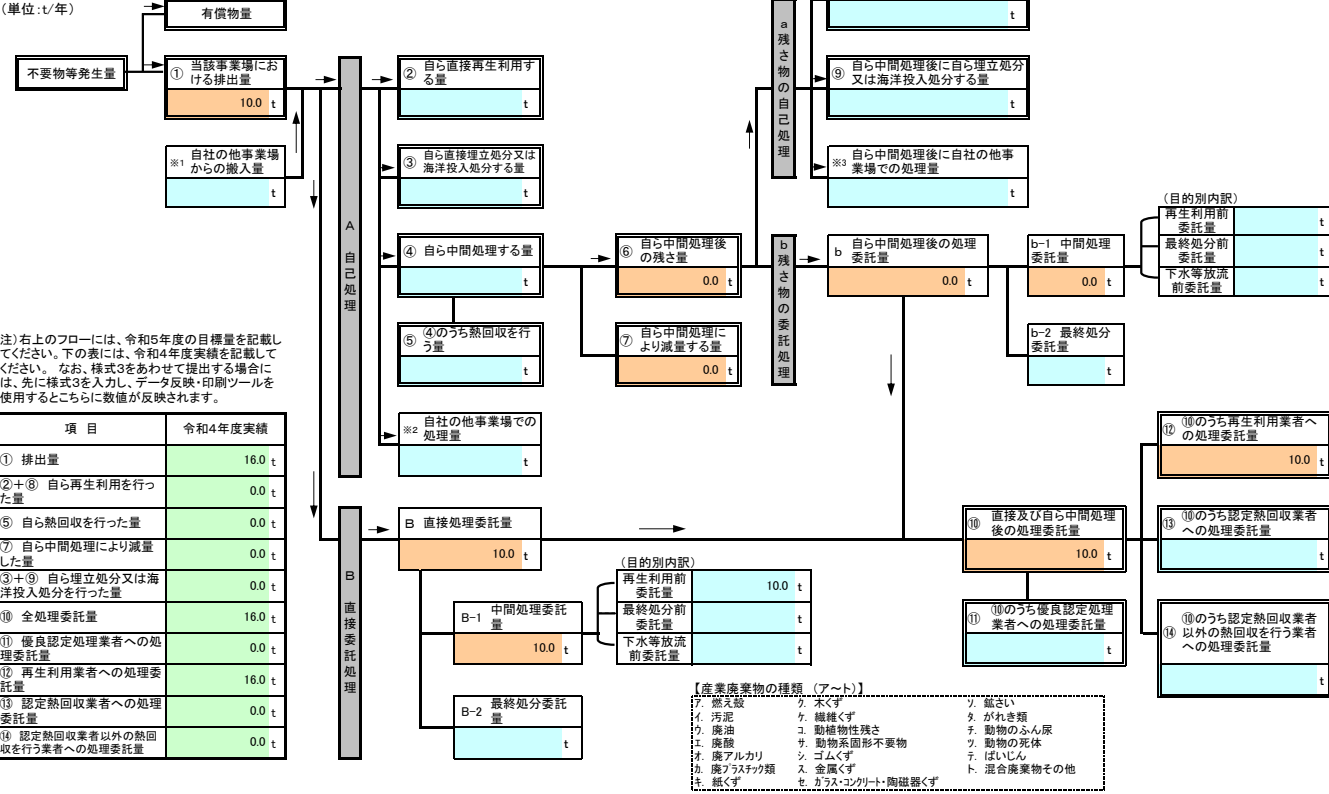 (単位:t/年)
有償物量
不要物等発生量
① 当該事業場にお
ける排出量
10.0 t
※1 自社の他事業場
からの搬入量
t
A
自
己
処
理
② 自ら直接再生利用す
る量
t
③ 自ら直接埋立処分又は
海洋投入処分する量
t
④ 自ら中間処理する量
t
⑤ ④のうち熱回収を行
う量
t
※2 自社の他事業場での
処理量
t
⑥ 自ら中間処理後
の残さ量
0.0 t
⑦ 自ら中間処理に
より減量する量
0.0 t
a
残
さ
物
の
自
己
処
理
t
⑨ 自ら中間処理後に自ら埋立処分
又は海洋投入処分する量
t
※3 自ら中間処理後に自社の他事
業場での処理量
t
b
残
さ
物
の
委
託
処
理
b 自ら中間処理後の処理
委託量
0.0 t
b-1 中間処理
委託量
0.0 t
b-2 最終処分
委託量
t
(目的別内訳)
再生利用前
委託量
t
最終処分前
委託量
t
下水等放流
前委託量
t
注)右上のフローには、令和5年度の目標量を記載し
てください。下の表には、令和4年度実績を記載して
ください。 なお、様式3をあわせて提出する場合に
は、先に様式3を入力し、データ反映・印刷ツールを
使用するとこちらに数値が反映されます。
項 目 令和4年度実績
① 排出量 16.0 t
②+⑧ 自ら再生利用を行っ
た量 0.0 t
⑤ 自ら熱回収を行った量 0.0 t
⑦ 自ら中間処理により減量
した量 0.0 t
③+⑨ 自ら埋立処分又は海
洋投入処分を行った量 0.0 t
⑩ 全処理委託量 16.0 t
⑪ 優良認定処理業者への処
理委託量 0.0 t
⑫ 再生利用業者への処理委
託量 16.0 t
⑬ 認定熱回収業者への処理
委託量 0.0 t
⑭ 認定熱回収業者以外の熱回
収を行う業者への処理委託量 0.0 t
B
直
接
委
託
処
理
B 直接処理委託量
10.0 t
B-1 中間処理委託
量
10.0 t
B-2 最終処分委託
量
t
(目的別内訳)
再生利用前
委託量
10.0 t
最終処分前
委託量
t
下水等放流
前委託量
t
⑩ 直接及び自ら中間処理
後の処理委託量
10.0 t
⑪ ⑩のうち優良認定処理
業者への処理委託量
t
⑫ ⑩のうち再生利用業者へ
の処理委託量
10.0 t
⑬ ⑩のうち認定熱回収業者
への処理委託量
t
⑭ ⑩のうち認定熱回収業者
以外の熱回収を行う業者
への処理委託量
t
【産業廃棄物の種類 (ア~ト)】
ア. 燃え殻 ク. 木くず ソ. 鉱さい
イ. 汚泥 ケ. 繊維くず タ. がれき類
ウ. 廃油 コ. 動植物性残さ チ. 動物のふん尿
エ. 廃酸 サ. 動物系固形不要物 ツ. 動物の死体
オ. 廃アルカリ シ. ゴムくず テ. ばいじん
カ. 廃プラスチック類 ス. 金属くず ト. 混合廃棄物その他
キ. 紙くず セ. ガラス・コンクリート・陶磁器くず